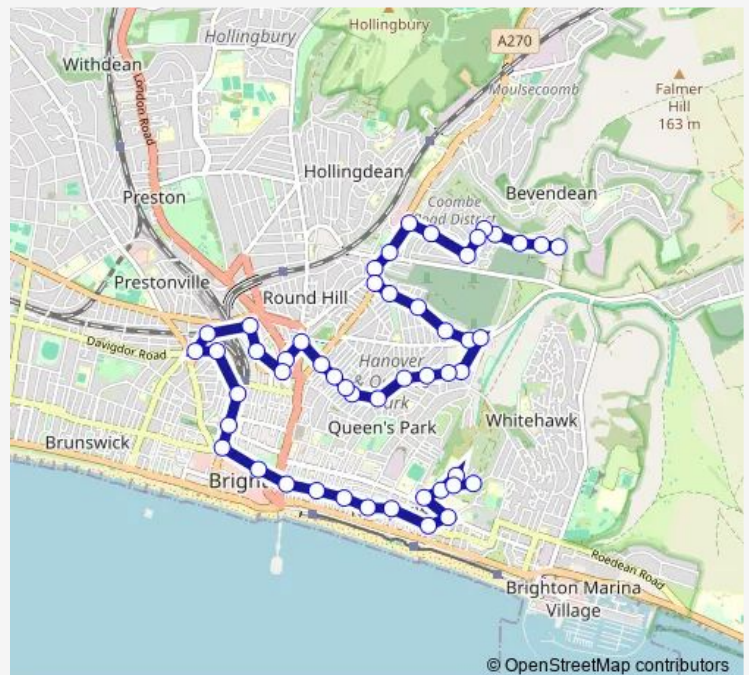 Hollingbury
Hollingbury
A270
Withdean
Moulsecoomb
Falmer
Hill
163 m
London Road
Hollingdean
Preston
Bevendean
Coombe
Road District
Prestonville
Round Hill
Davigdor Road
Hanover
Queen's Park
Whitehawk
Brunswick
Roedean Road
Brighton Marina
Village
© OpenStreetMap contributors